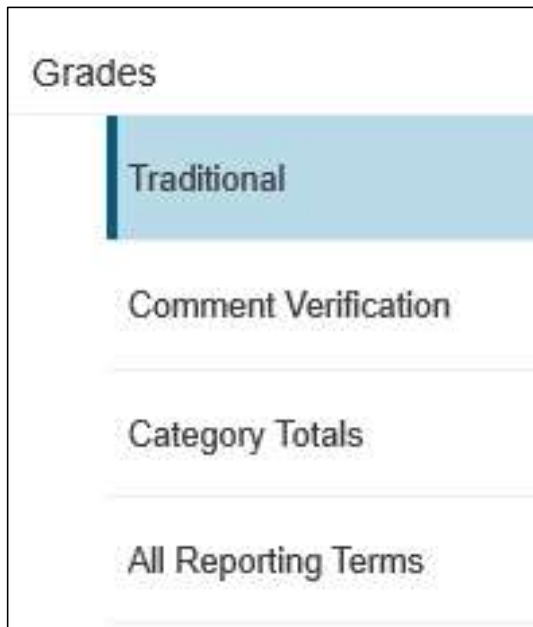 Grades
Traditional
Comment Verification
Category Totals
All Reporting Terms